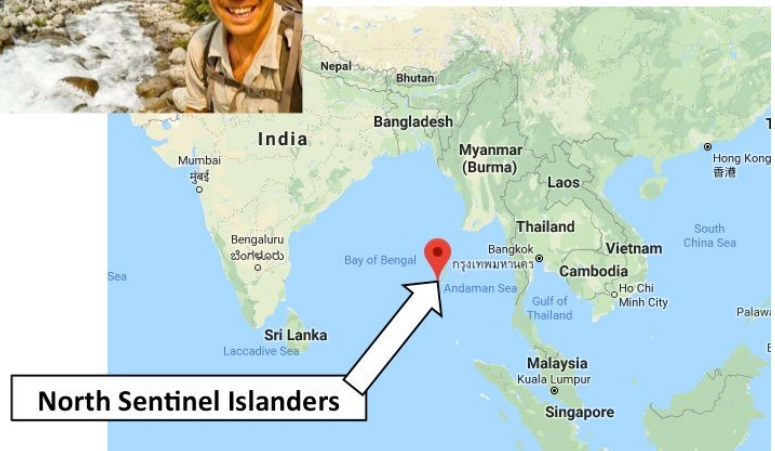 Nepal
Bhutan
Bangladesh
India
Mumbai
मुंबई
Myanmar
(Burma)
Hong Kong
香港
Laos
Thailand
South
China Sea
Bengaluru
ಬೆಂಗಳೂರು
Bay of Bengal
Bangkok
กรุงเทพมหานคร
Vietnam
Cambodia
Sea
Andaman Sea
Ho Chi
Minh City
Gulf of
Thailand
Sri Lanka
Laccadive Sea
Malaysia
Kuala Lumpur
Singapore
North Sentinel Islanders